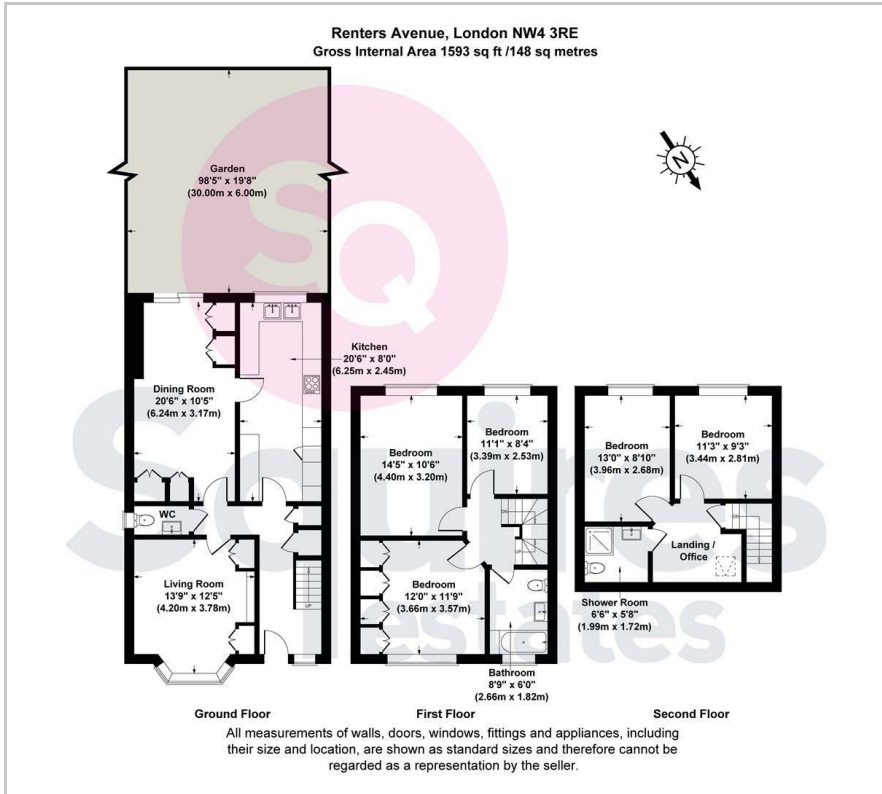 Renters Avenue, London NW4 3RE
Gross Internal Area 1593 sq ft /148 sq metres
Garden
98'5" x 19'8"
(30.00m x 6.00m)
N
SQ
Kitchen
20'6" x 8'0"
(6.25m x 2.45m)
Dining Room
20'6" x 10'5"
(6.24m x 3.17m)
WC
Living Room
13'9" x 12'5"
(4.20m x 3.78m)
UP
Bedroom
14'5" x 10'6"
(4.40m x 3.20m)
Bedroom
11'1" x 8'4"
(3.39m x 2.53m)
DN
UP
Bedroom
12'0" x 11'9"
(3.66m x 3.57m)
Bathroom
8'9" x 6'0"
(2.66m x 1.82m)
Bedroom
13'0" x 8'10"
(3.96m x 2.68m)
Bedroom
11'3" x 9'3"
(3.44m x 2.81m)
DN
Landing /
Office
Shower Room
6'6" x 5'8"
(1.99m x 1.72m)
Squires
estates
Ground Floor
First Floor
Second Floor
All measurements of walls, doors, windows, fittings and appliances, including
their size and location, are shown as standard sizes and therefore cannot be
regarded as a representation by the seller.